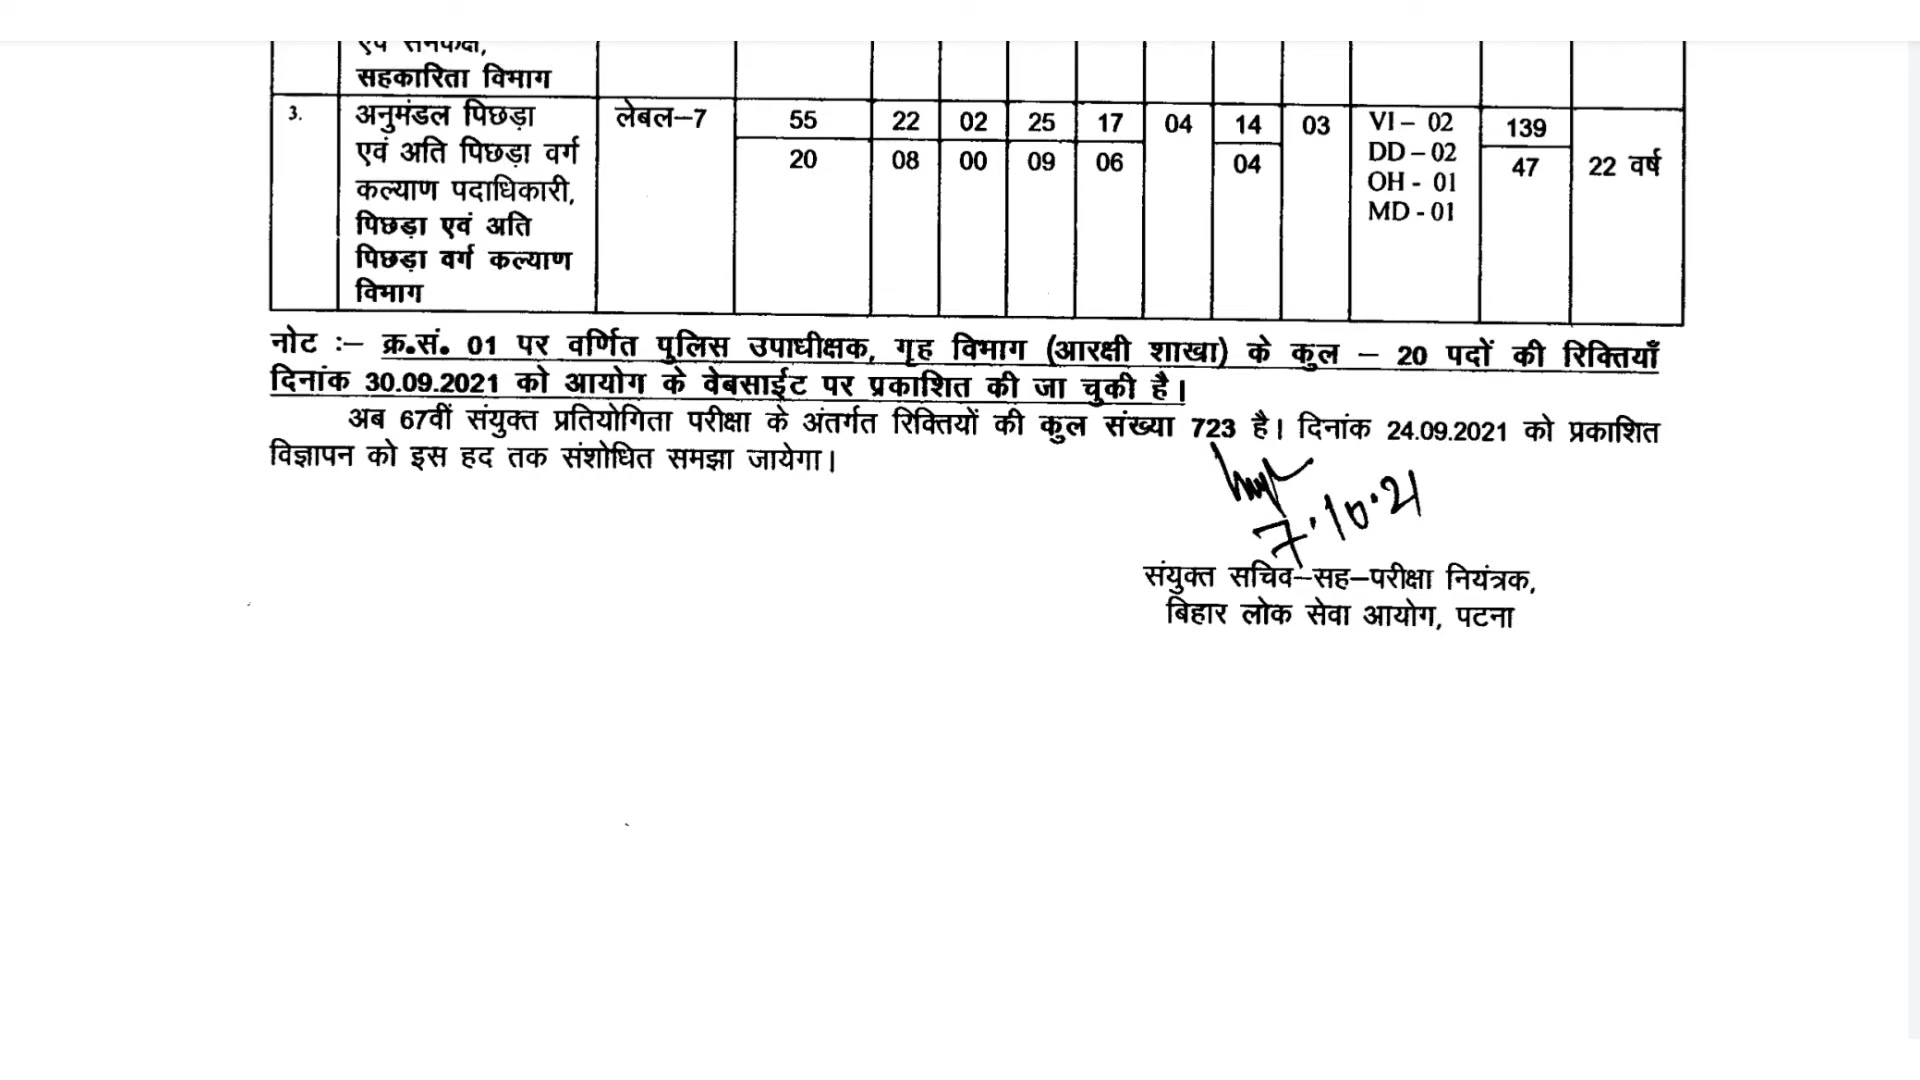 एवं समकक्ष,
सहकारिता विभाग
3. अनुमंडल पिछड़ा लेबल–7 55 22 02 25 17 04 14 03 VI – 02 139
एवं अति पिछड़ा वर्ग 20 08 00 09 06 04 DD – 02 47 22 वर्ष
कल्याण पदाधिकारी, OH - 01
पिछड़ा एवं अति MD - 01
पिछड़ा वर्ग कल्याण
विभाग
नोट :– क्र.सं. 01 पर वर्णित पुलिस उपाधीक्षक, गृह विभाग (आरक्षी शाखा) के कुल – 20 पदों की रिक्तियाँ
दिनांक 30.09.2021 को आयोग के वेबसाईट पर प्रकाशित की जा चुकी है।
अब 67वीं संयुक्त प्रतियोगिता परीक्षा के अंतर्गत रिक्तियों की कुल संख्या 723 है। दिनांक 24.09.2021 को प्रकाशित
विज्ञापन को इस हद तक संशोधित समझा जायेगा।
7.10.21
संयुक्त सचिव–सह–परीक्षा नियंत्रक,
बिहार लोक सेवा आयोग, पटना